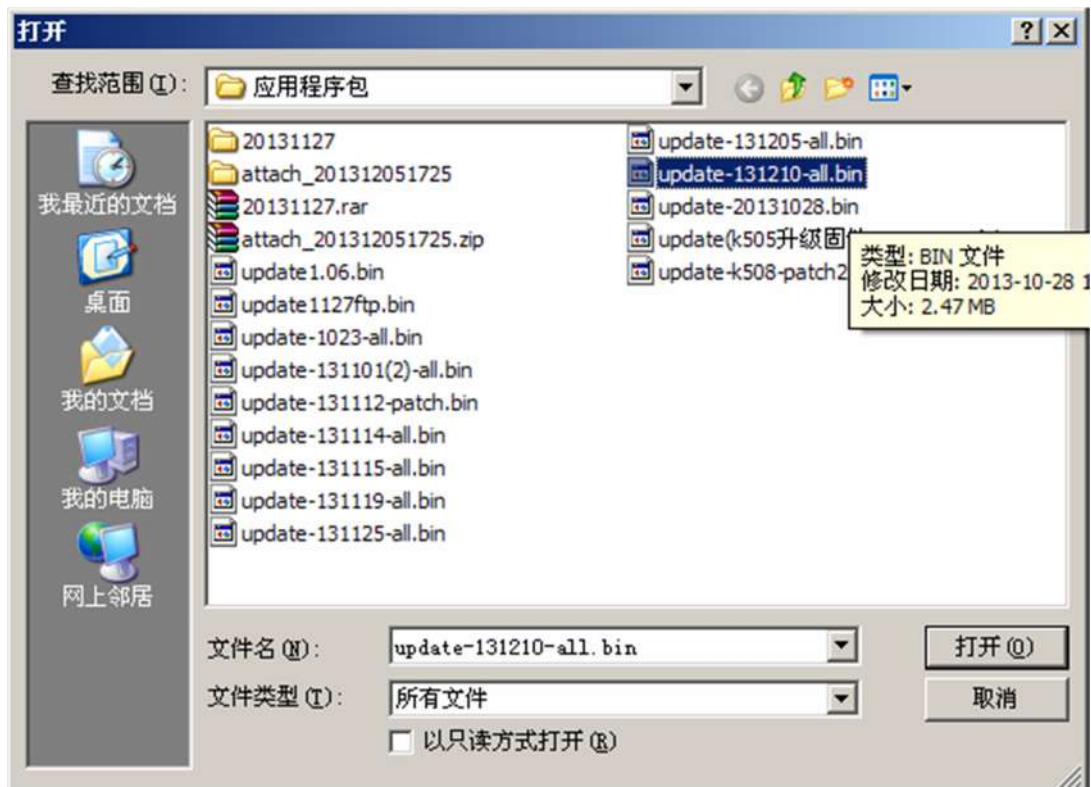 打开
查找范围(I):
应用程序包
我最近的文档
桌面
我的文档
我的电脑
网上邻居
20131127
attach_201312051725
20131127.rar
attach_201312051725.zip
update1.06.bin
update1127ftp.bin
update-1023-all.bin
update-131101(2)-all.bin
update-131112-patch.bin
update-131114-all.bin
update-131115-all.bin
update-131119-all.bin
update-131125-all.bin
update-131205-all.bin
update-131210-all.bin
update-20131028.bin
update(k505升级固
update-k508-patch2
类型: BIN 文件
修改日期: 2013-10-28 1
大小: 2.47 MB
文件名(N):
update-131210-all.bin
打开(O)
文件类型(T):
所有文件
取消
以只读方式打开(R)